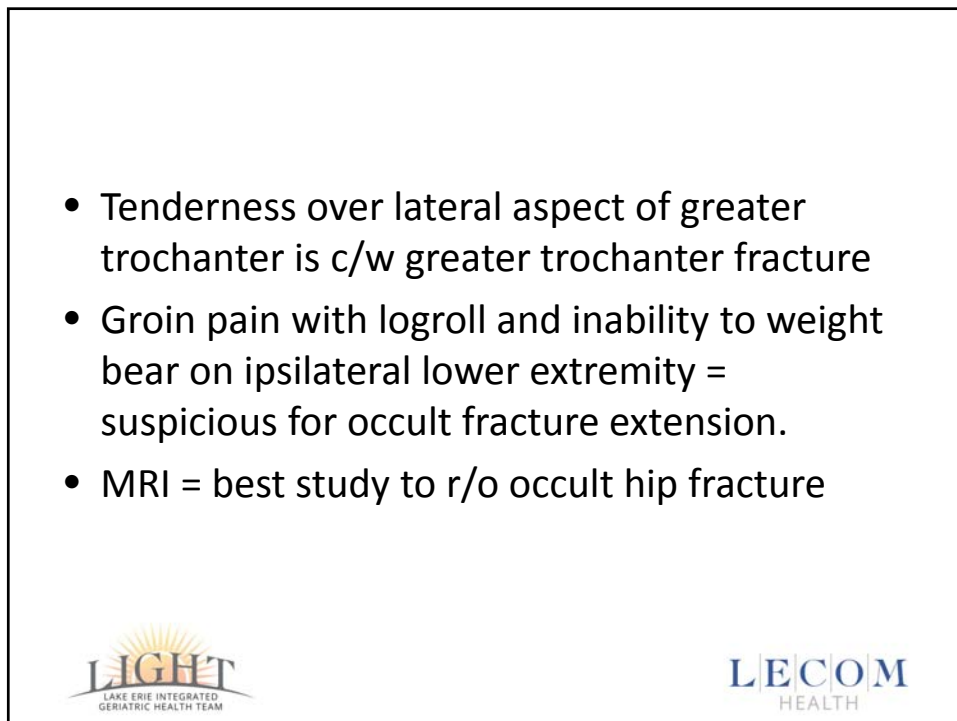 • Tenderness over lateral aspect of greater
trochanter is c/w greater trochanter fracture
• Groin pain with logroll and inability to weight
bear on ipsilateral lower extremity =
suspicious for occult fracture extension.
• MRI = best study to r/o occult hip fracture
LIGHT
LAKE ERIE INTEGRATED
GERIATRIC HEALTH TEAM
LECOM
HEALTH